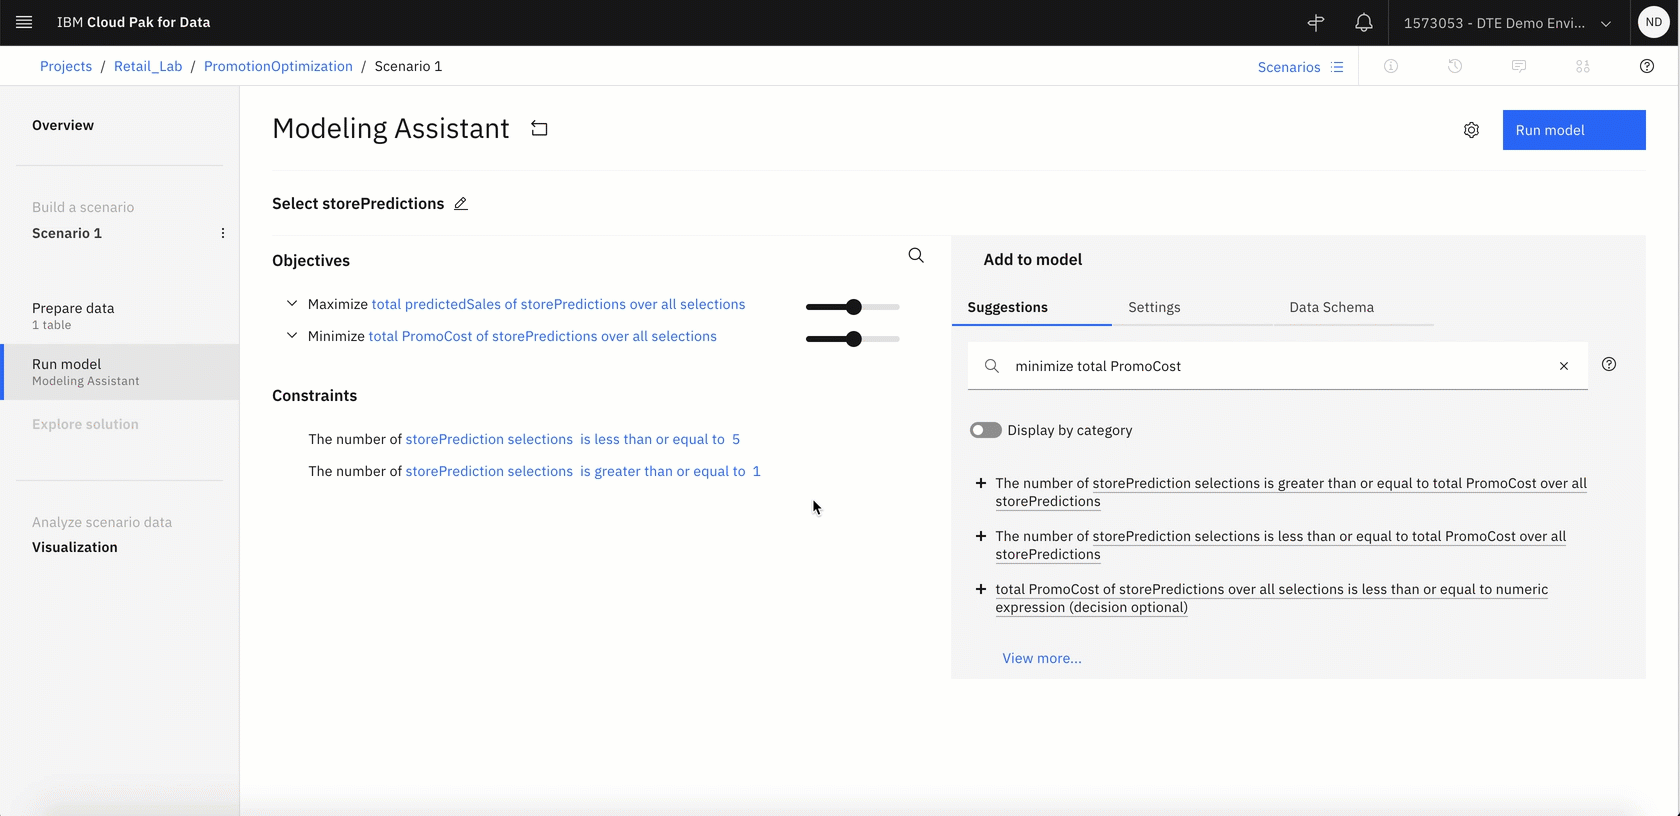 IBM Cloud Pak for Data
1573053 - DTE Demo Envi...
ND
Projects / Retail_Lab / PromotionOptimization / Scenario 1
Scenarios
Overview
Build a scenario
Scenario 1
Prepare data
1 table
Run model
Modeling Assistant
Explore solution
Analyze scenario data
Visualization
Modeling Assistant
Run model
Select storePredictions
Objectives
Maximize total predictedSales of storePredictions over all selections
Minimize total PromoCost of storePredictions over all selections
Constraints
The number of storePrediction selections is less than or equal to 5
The number of storePrediction selections is greater than or equal to 1
Add to model
Suggestions
Settings
Data Schema
minimize total PromoCost
Display by category
The number of storePrediction selections is greater than or equal to total PromoCost over all
storePredictions
The number of storePrediction selections is less than or equal to total PromoCost over all
storePredictions
total PromoCost of storePredictions over all selections is less than or equal to numeric
expression (decision optional)
View more...